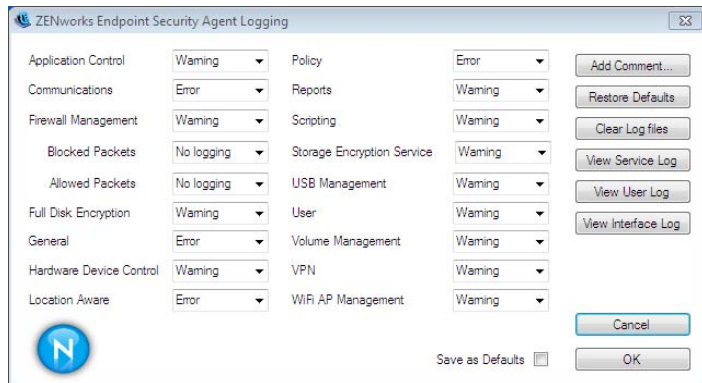 ZENworks Endpoint Security Agent Logging
Application Control Warning
Communications Error
Firewall Management Warning
Blocked Packets No logging
Allowed Packets No logging
Full Disk Encryption Warning
General Error
Hardware Device Control Warning
Location Aware Error
Policy Error
Reports Warning
Scripting Warning
Storage Encryption Service Warning
USB Management Warning
User Warning
Volume Management Warning
VPN Warning
WiFi AP Management Warning
Add Comment...
Restore Defaults
Clear Log files
View Service Log
View User Log
View Interface Log
Cancel
Save as Defaults
OK
N